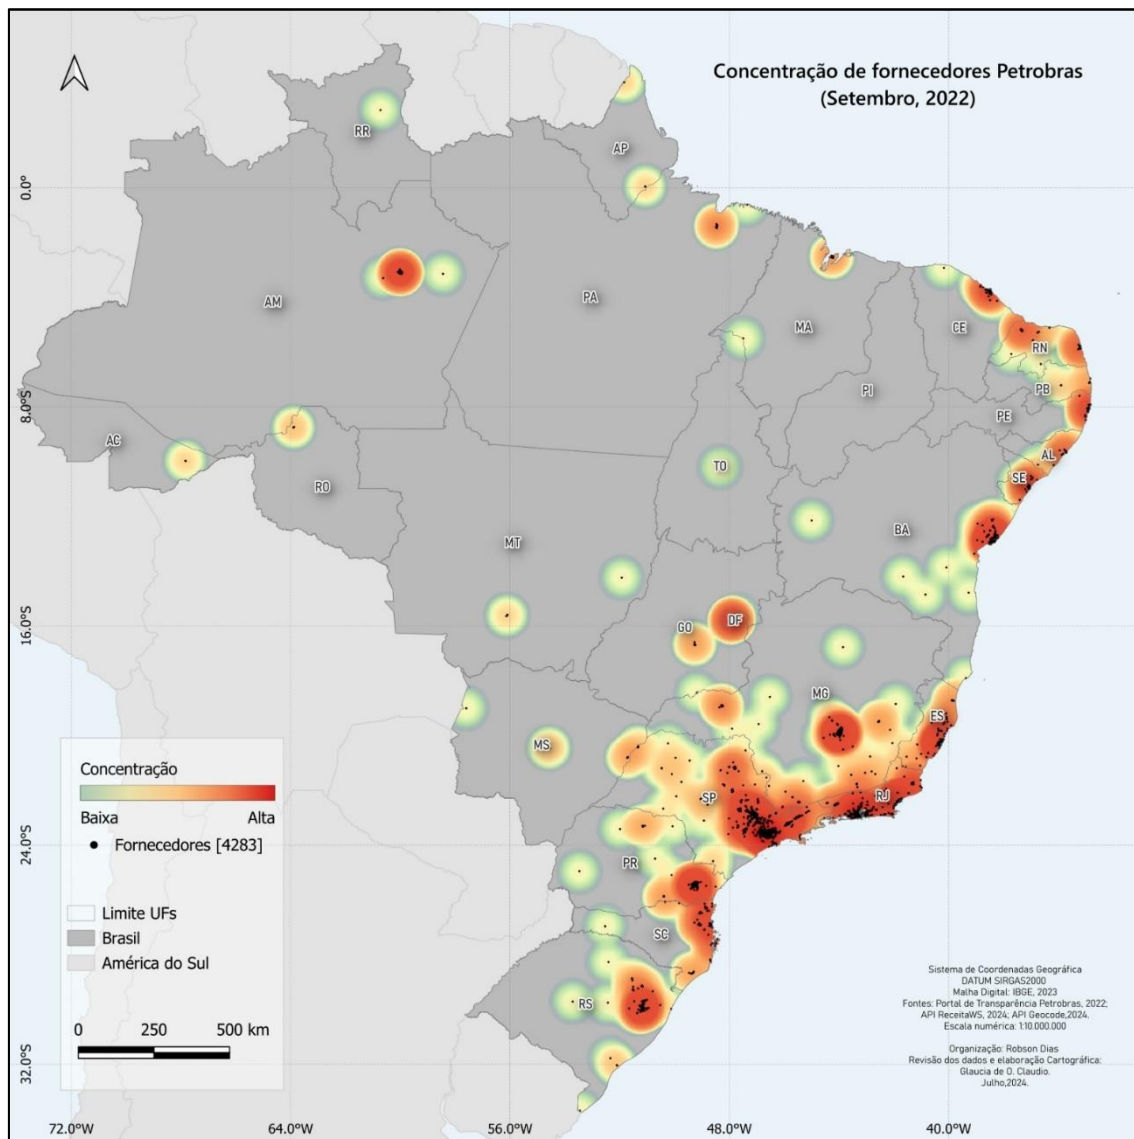 Concentração de fornecedores Petrobras
(Setembro, 2022)
RR
AP
0.0°
AM
PA
MA
CE
RN
PI
PB
PE
8.0°S
AC
AL
TO
SE
RO
BA
MT
16.0°S
GO
DF
MG
ES
MS
SP
RJ
24.0°S
PR
SC
RS
32.0°S
Concentração
Baixa Alta
Fornecedores [4283]
Limite UFs
Brasil
América do Sul
0 250 500 km
Sistema de Coordenadas Geográfica
DATUM SIRGAS2000
Malha Digital: IBGE, 2023
Fontes: Portal de Transparência Petrobras, 2022;
API ReceitaWS, 2024; API Geocode,2024.
Escala numérica: 1:10.000.000
Organização: Robson Dias
Revisão dos dados e elaboração Cartográfica:
Glaucia de O. Claudio.
Julho,2024.
72.0°W 64.0°W 56.0°W 48.0°W 40.0°W